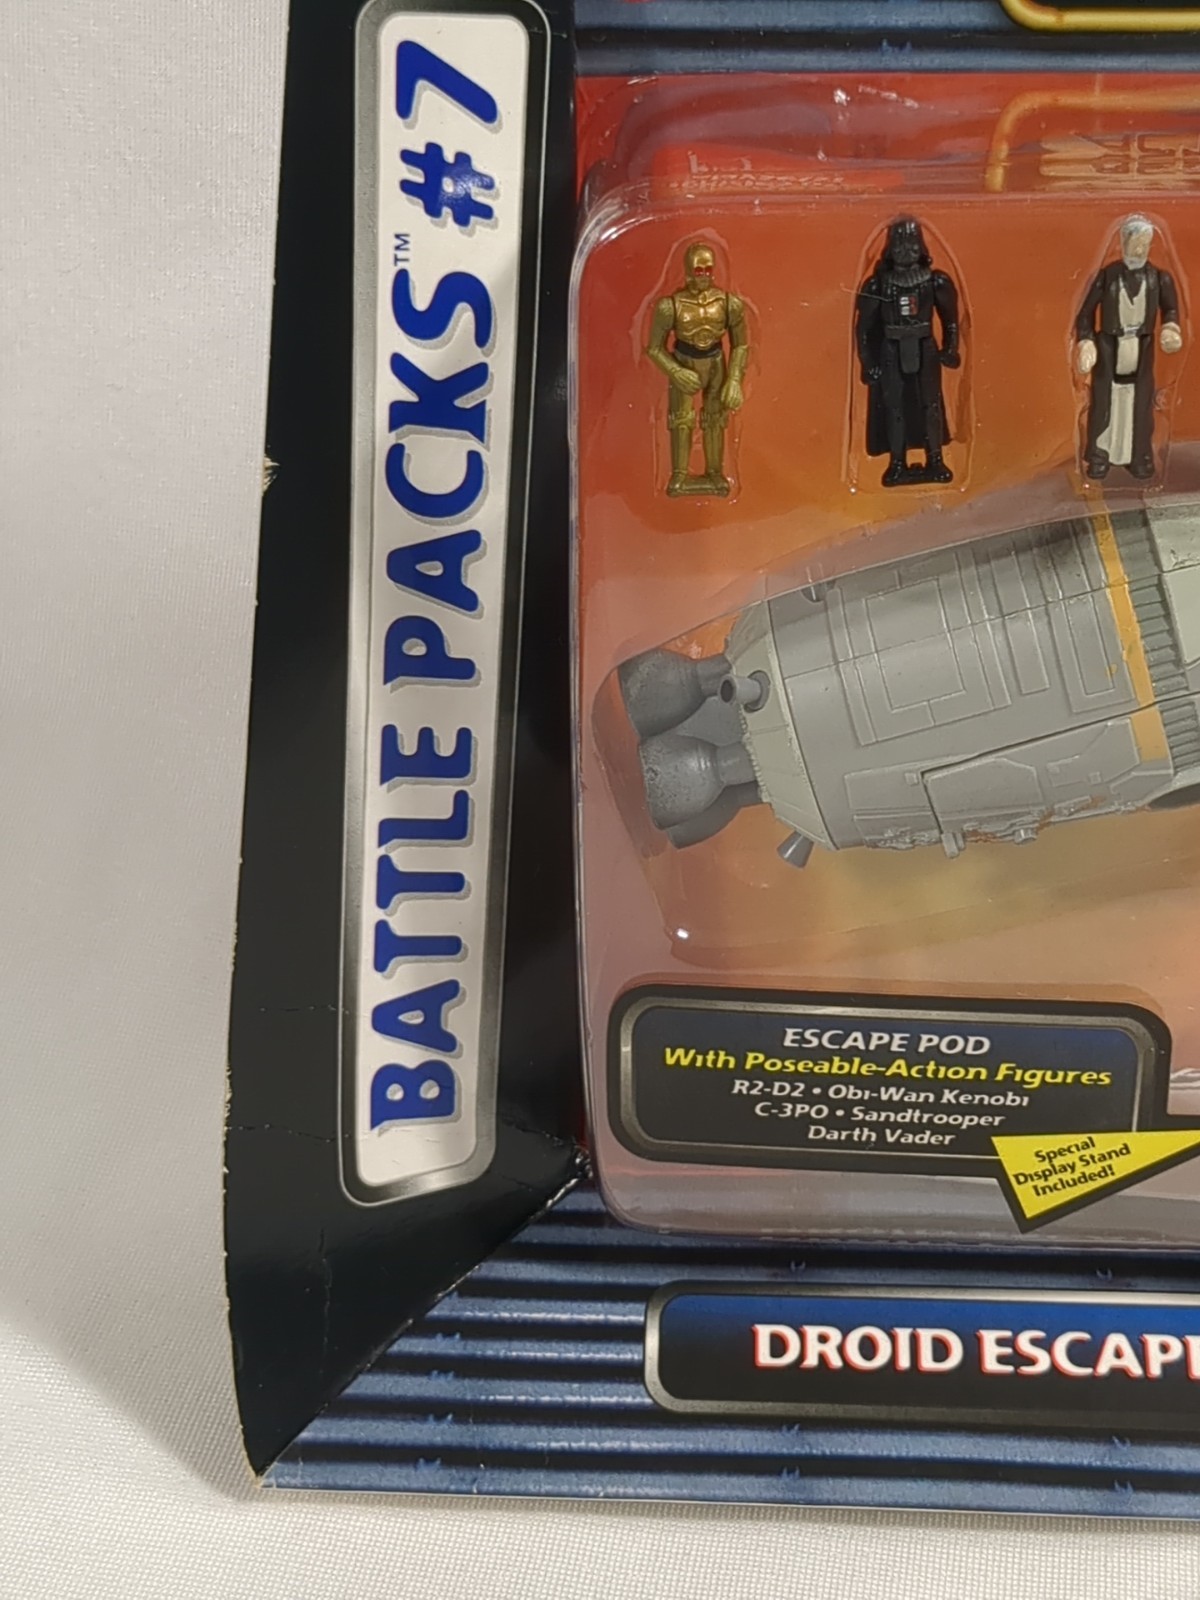 BATTLE PACKS™ #7
ESCAPE POD
With Poseable-Action Figures
R2-D2 • Obi-Wan Kenobi
C-3PO • Sandtrooper
Darth Vader
Special
Display Stand
Included!
DROID ESCAPE